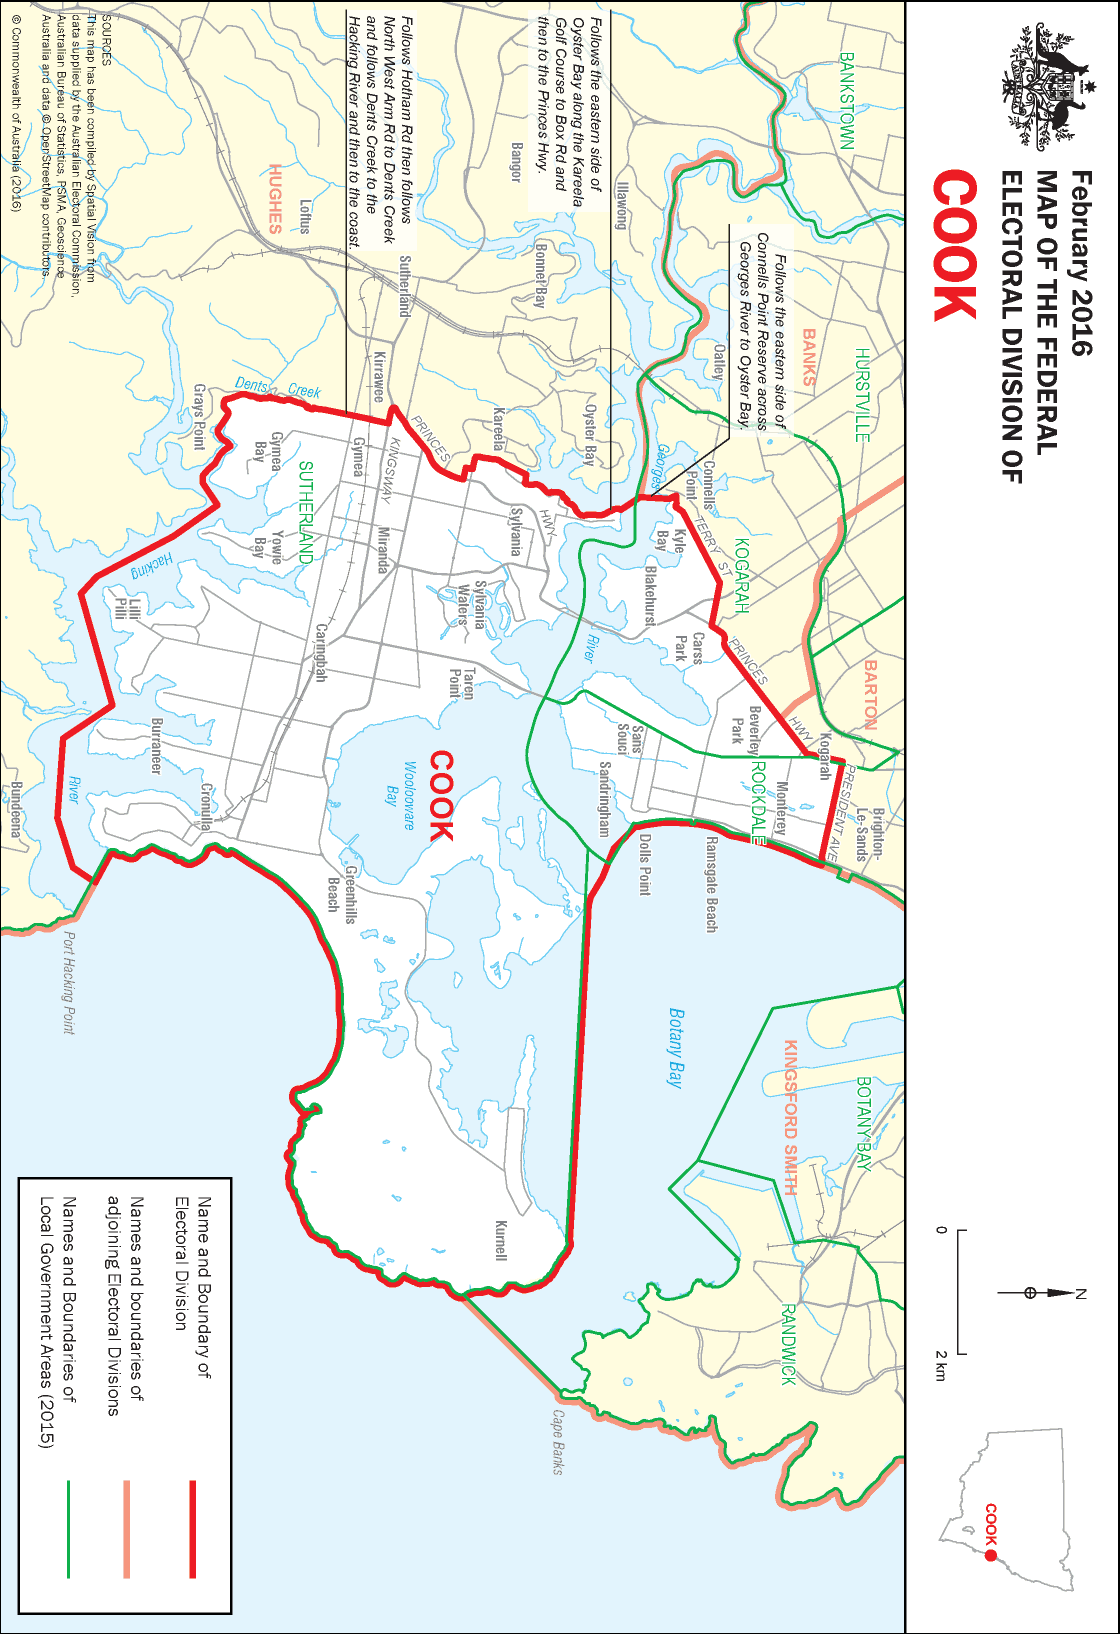 February 2016
MAP OF THE FEDERAL
ELECTORAL DIVISION OF
COOK
0
2 km
N
COOK
BANKSTOWN
HURSTVILLE
BANKS
BARTON
BOTANY BAY
KINGSFORD SMITH
RANDWICK
Follows the eastern side of
Connells Point Reserve across
Georges River to Oyster Bay.
Follows the eastern side of
Oyster Bay along the Kareela
Golf Course to Box Rd and
then to the Princes Hwy.
Follows Hotham Rd then follows
North West Arm Rd to Dents Creek
and follows Dents Creek to the
Hacking River and then to the coast.
Brighton-
Le-Sands
PRESIDENT AVE
Kogarah
HWY
PRINCES
Monterey
ROCKDALE
Beverley
Park
KOGARAH
TERRY ST
Connells
Point
Oatley
Carss
Park
Kyle
Bay
Blakehurst
Ramsgate Beach
Dolls Point
Sans
Souci
Sandringham
Georges
River
Botany Bay
Illawong
Bangor
Bonnet Bay
Oyster Bay
Kareela
PRINCES
HWY
Sylvania
Sylvania
Waters
Taren
Point
COOK
Woolooware
Bay
Kurnell
Cape Banks
Sutherland
Kirrawee
KINGSWAY
Gymea
Miranda
Loftus
HUGHES
SUTHERLAND
Caringbah
Greenhills
Beach
Dents Creek
Gymea
Bay
Yowie
Bay
Grays Point
Hacking
River
Lilli
Pilli
Burraneer
Cronulla
Port Hacking Point
Bundeena
SOURCES
This map has been compiled by Spatial Vision from
data supplied by the Australian Electoral Commission,
Australian Bureau of Statistics, PSMA, Geoscience
Australia and data © OpenStreetMap contributors.
© Commonwealth of Australia (2016)
Name and Boundary of
Electoral Division
Names and boundaries of
adjoining Electoral Divisions
Names and Boundaries of
Local Government Areas (2015)